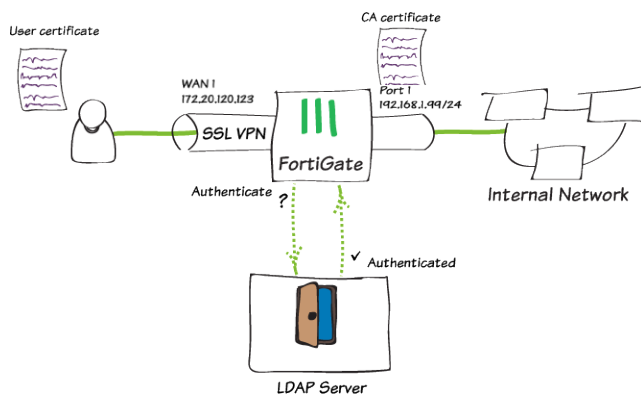 User certificate
CA certificate
WAN 1
172.20.120.123
Port 1
192.168.1.99/24
SSL VPN
FortiGate
Internal Network
Authenticate
?
✓
Authenticated
LDAP Server